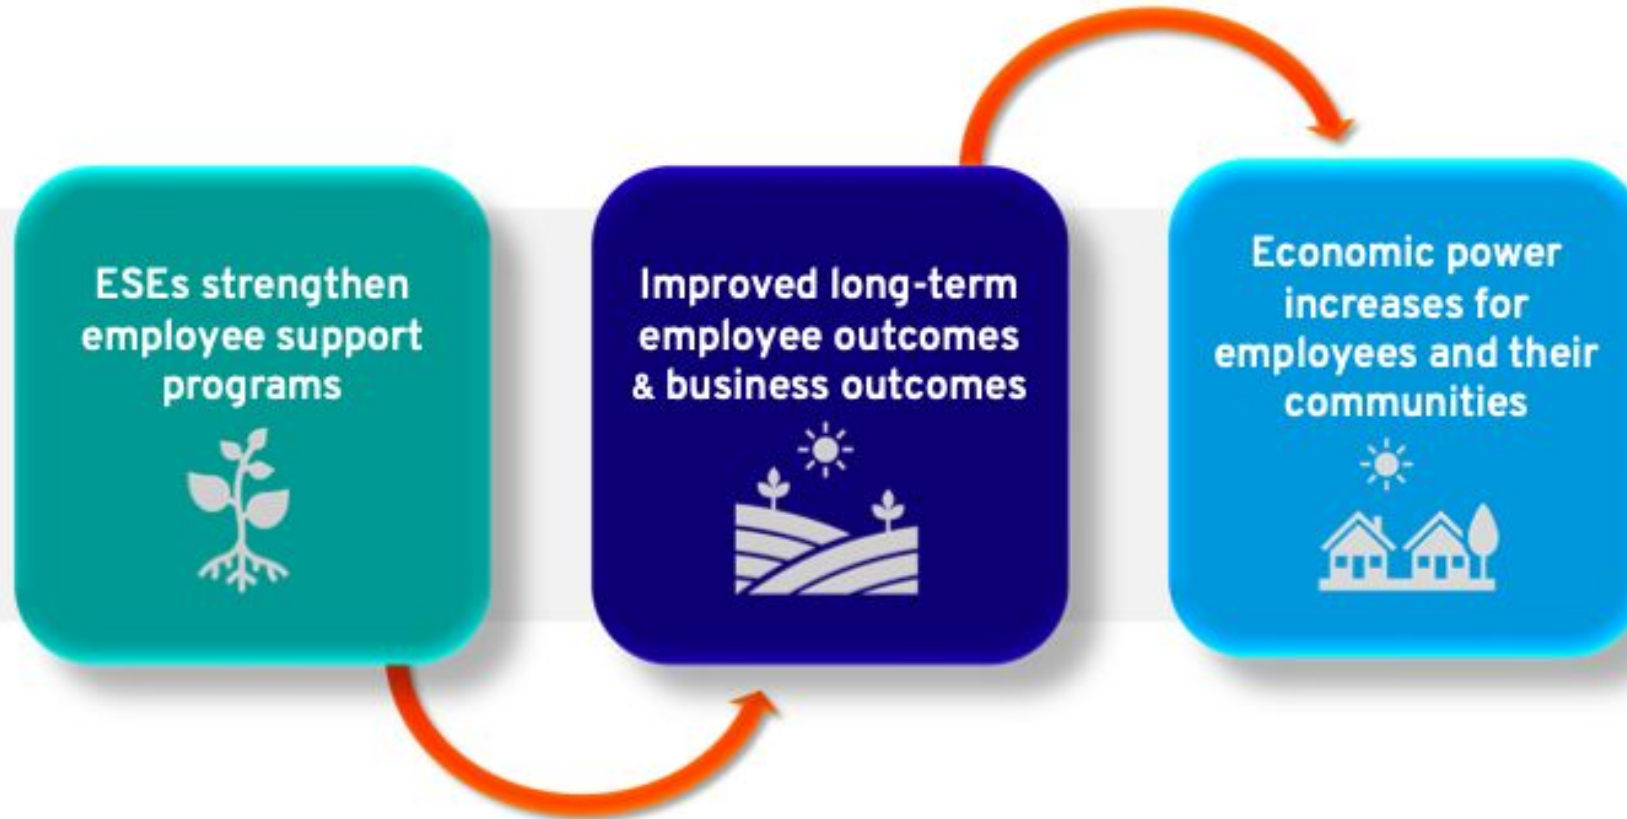 ESEs strengthen
employee support
programs
Improved long-term
employee outcomes
& business outcomes
Economic power
increases for
employees and their
communities